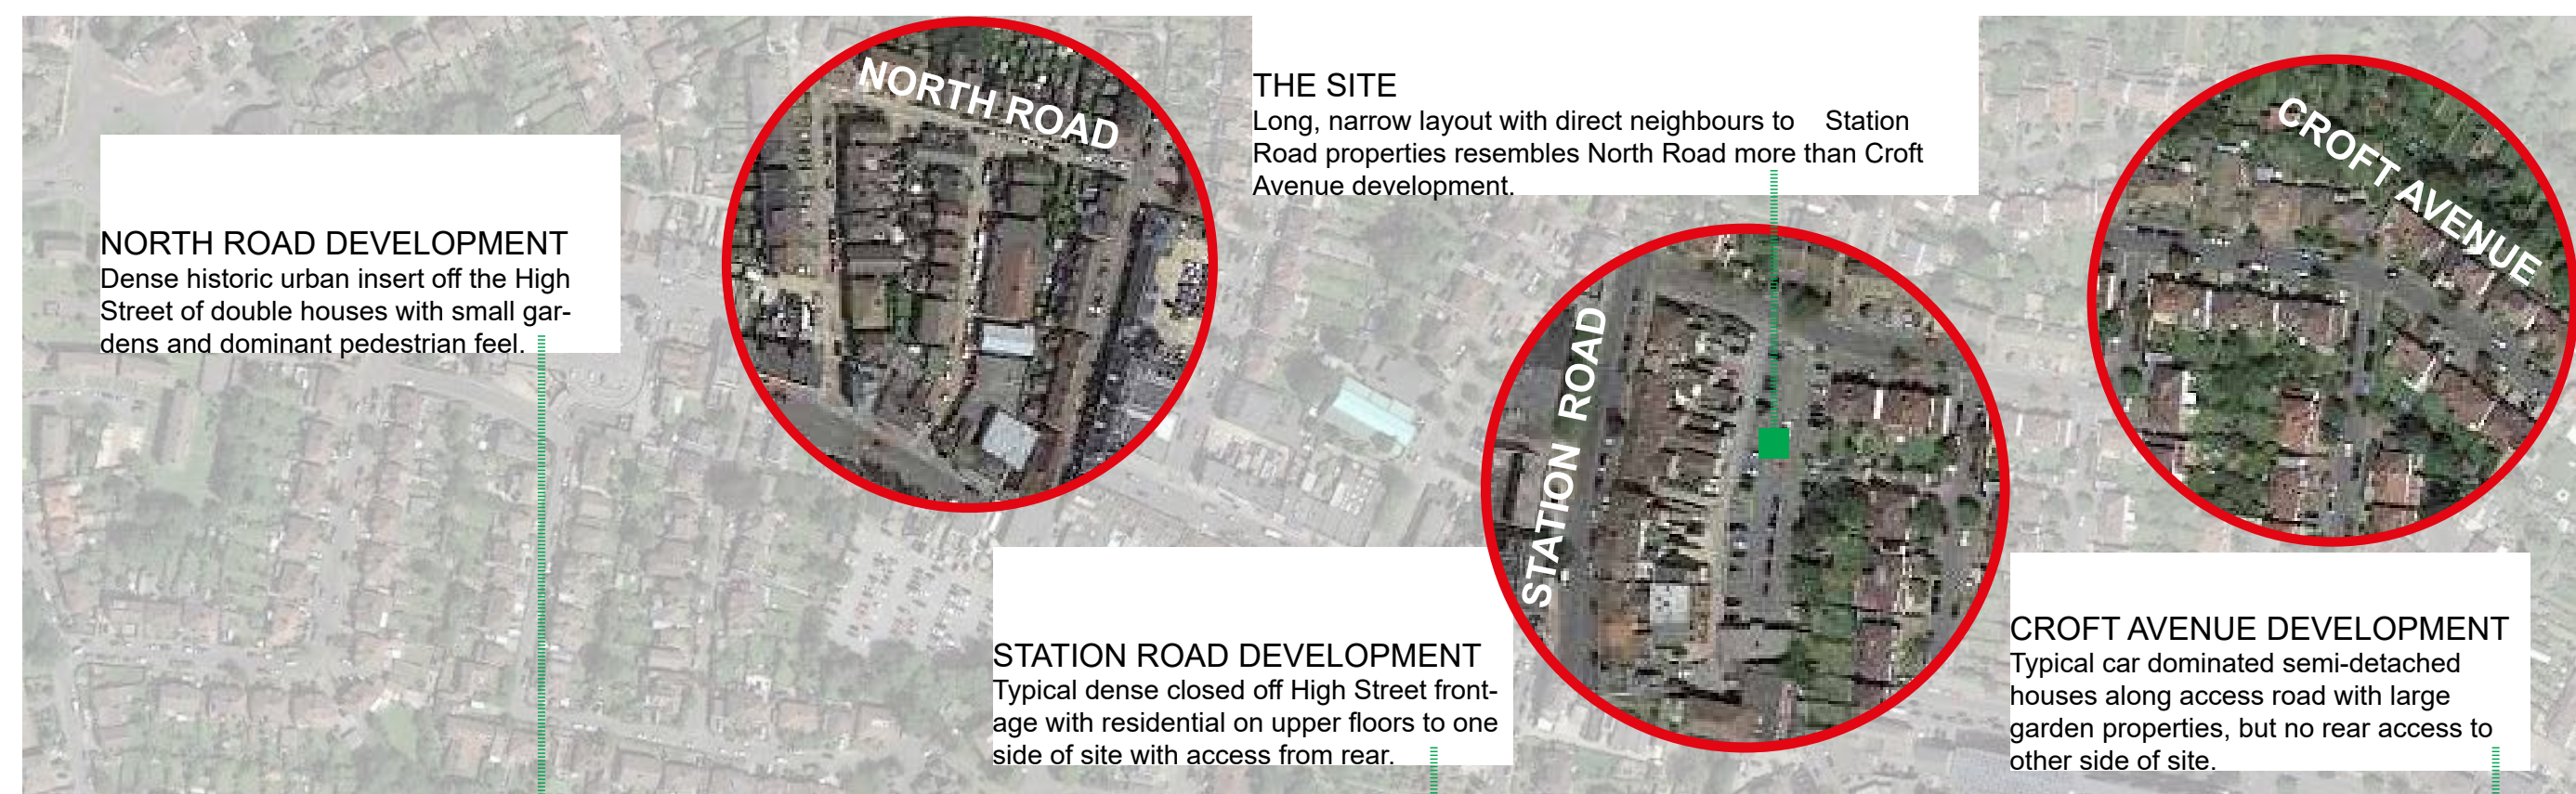 NORTH ROAD
THE SITE
Long, narrow layout with direct neighbours to Station
Road properties resembles North Road more than Croft
Avenue development.
CROFT AVENUE
NORTH ROAD DEVELOPMENT
Dense historic urban insert off the High
Street of double houses with small gar-
dens and dominant pedestrian feel.
STATION ROAD
STATION ROAD DEVELOPMENT
Typical dense closed off High Street front-
age with residential on upper floors to one
side of site with access from rear.
CROFT AVENUE DEVELOPMENT
Typical car dominated semi-detached
houses along access road with large
garden properties, but no rear access to
other side of site.